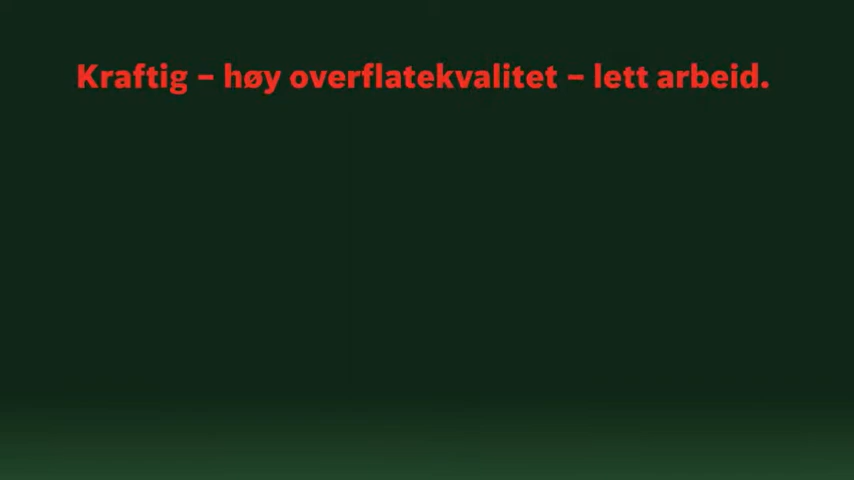 Kraftig – høy overflatekvalitet – lett arbeid.